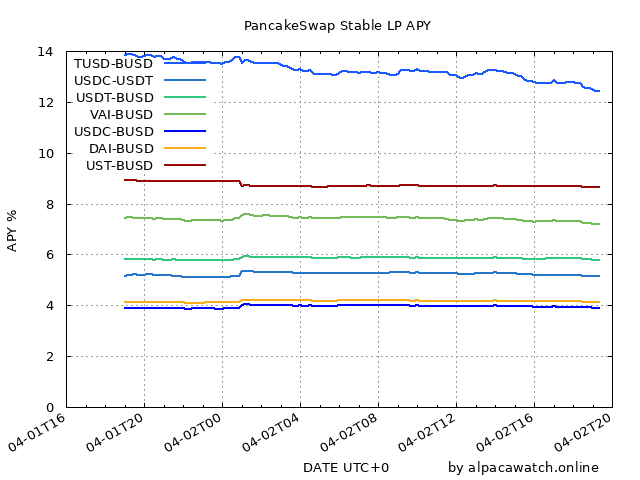 PancakeSwap Stable LP APY
14
12
10
8
6
4
2
0
APY %
TUSD-BUSD
USDC-USDT
USDT-BUSD
VAI-BUSD
USDC-BUSD
DAI-BUSD
UST-BUSD
04-01T16
04-01T20
04-02T00
04-02T04
04-02T08
04-02T12
04-02T16
04-02T20
DATE UTC+0
by alpacawatch.online